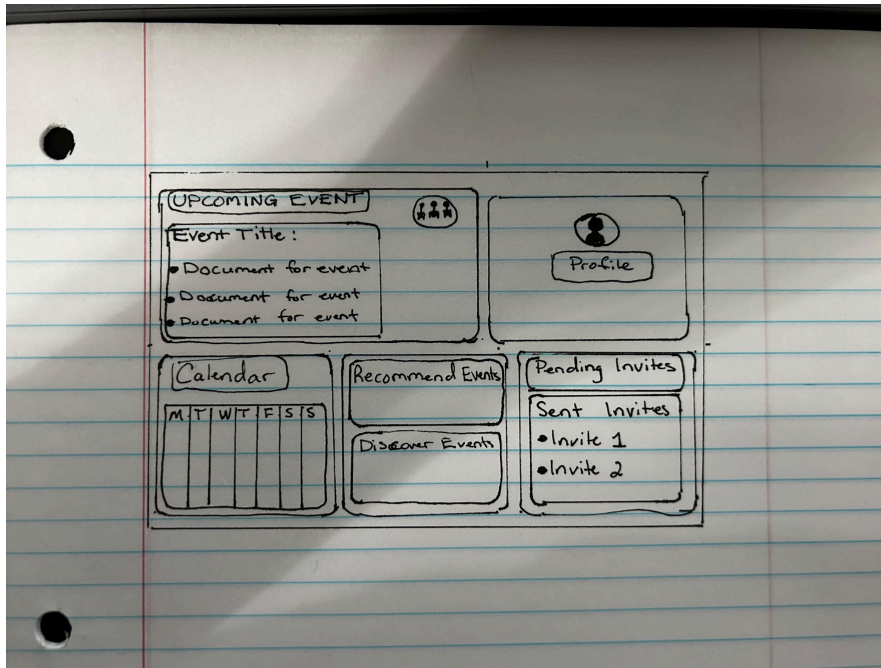 UPCOMING EVENT
Event Title:
• Document for event
• Document for event
• Document for event
Profile
Calendar
M T W T F S S
Recommend Events
Discover Events
Pending Invites
Sent Invites
• Invite 1
• Invite 2